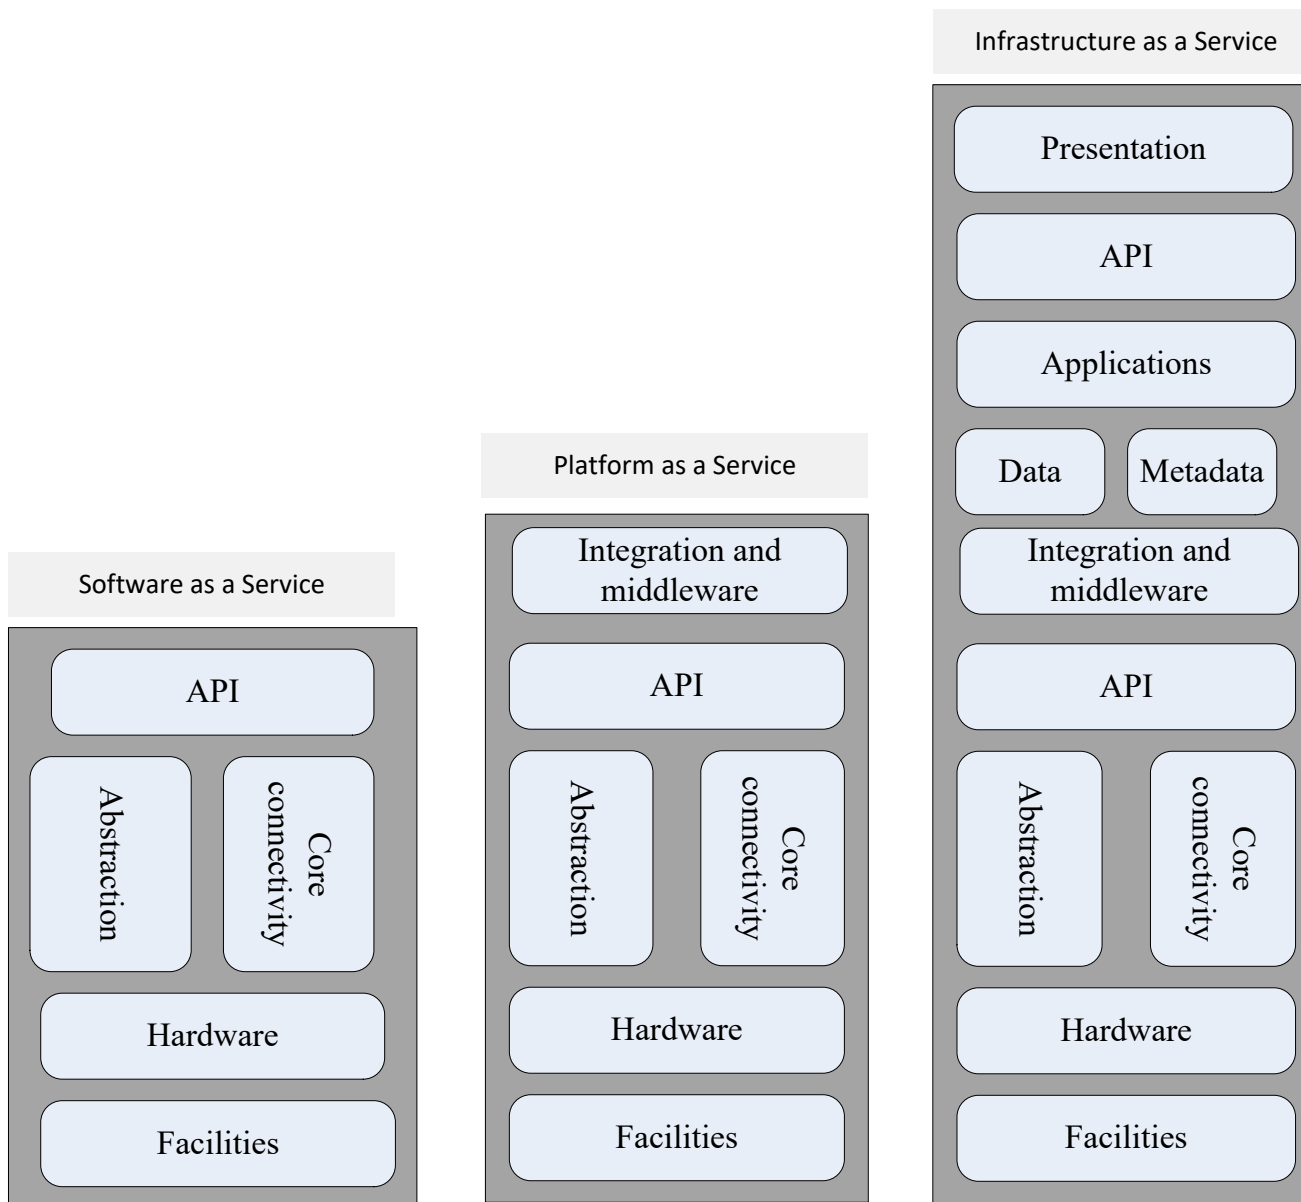 Software as a Service
API
Abstraction
Core
connectivity
Hardware
Facilities
Platform as a Service
Integration and
middleware
API
Abstraction
Core
connectivity
Hardware
Facilities
Infrastructure as a Service
Presentation
API
Applications
Data
Metadata
Integration and
middleware
API
Abstraction
Core
connectivity
Hardware
Facilities